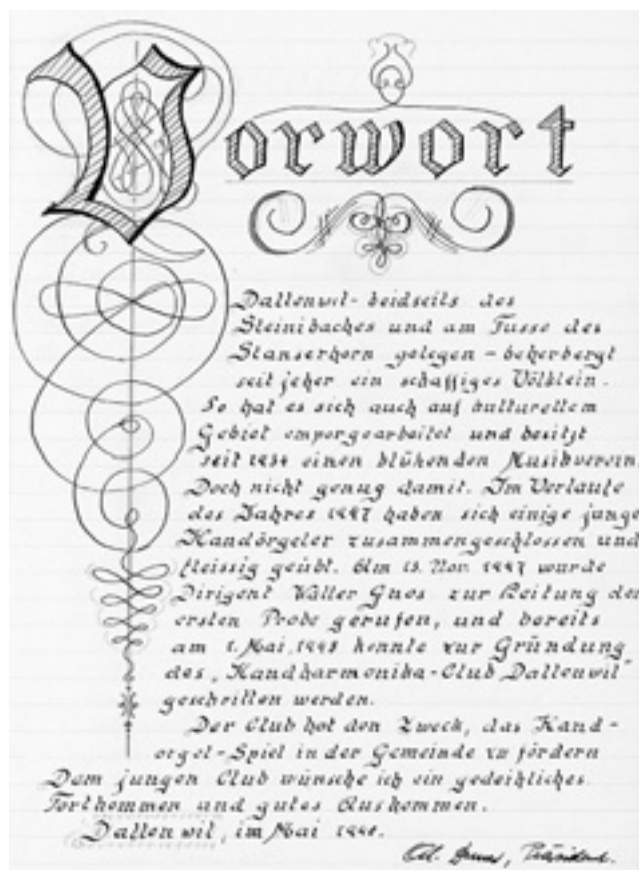 Vorwort
Dallenwil - beidseits des
Steinibaches und am Fusse des
Stanserhorn gelegen - beherbergt
seit jeher ein schaffiges Völklein.
So hat es sich auch auf kulturellem
Gebiet emporgearbeitet und besitzt
seit 1934 einen blühenden Musikverein.
Doch nicht genug damit. Im Verlaufe
des Jahres 1947 haben sich einige junge
Handörgeler zusammengeschlossen und
fleissig geübt. Am 15. Nov. 1947 wurde
Dirigent Walter Gnos zur Leitung der
ersten Probe gerufen, und bereits
am 1. Mai 1948 konnte zur Gründung
des „Handharmonika-Club Dallenwil"
geschritten werden.
Der Club hat den Zweck, das Hand-
orgel-Spiel in der Gemeinde zu fördern
Dem jungen Club wünsche ich ein gedeihliches
Fortkommen und gutes Auskommen.
Dallenwil, im Mai 1948.
Präsident.